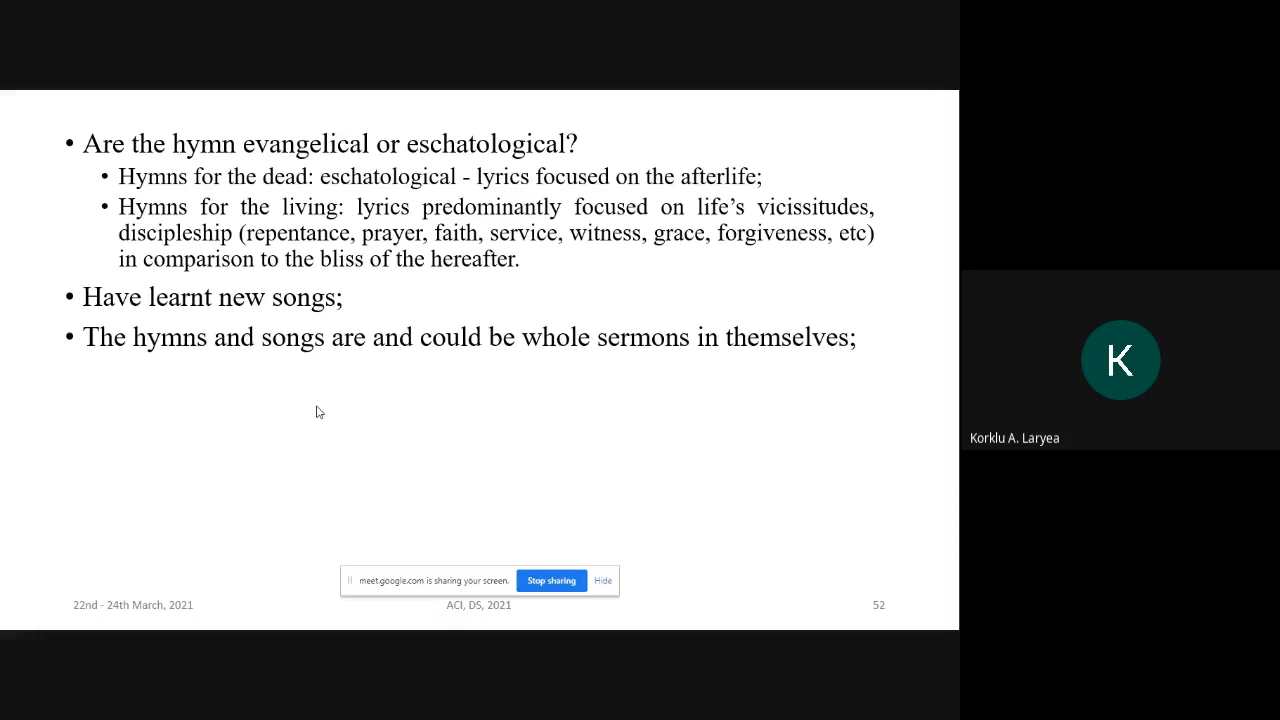 • Are the hymn evangelical or eschatological?
• Hymns for the dead: eschatological - lyrics focused on the afterlife;
• Hymns for the living: lyrics predominantly focused on life's vicissitudes,
discipleship (repentance, prayer, faith, service, witness, grace, forgiveness, etc)
in comparison to the bliss of the hereafter.
• Have learnt new songs;
• The hymns and songs are and could be whole sermons in themselves;
K
Korklu A. Laryea
meet.google.com is sharing your screen. Stop sharing Hide
22nd - 24th March, 2021 ACI, DS, 2021 52